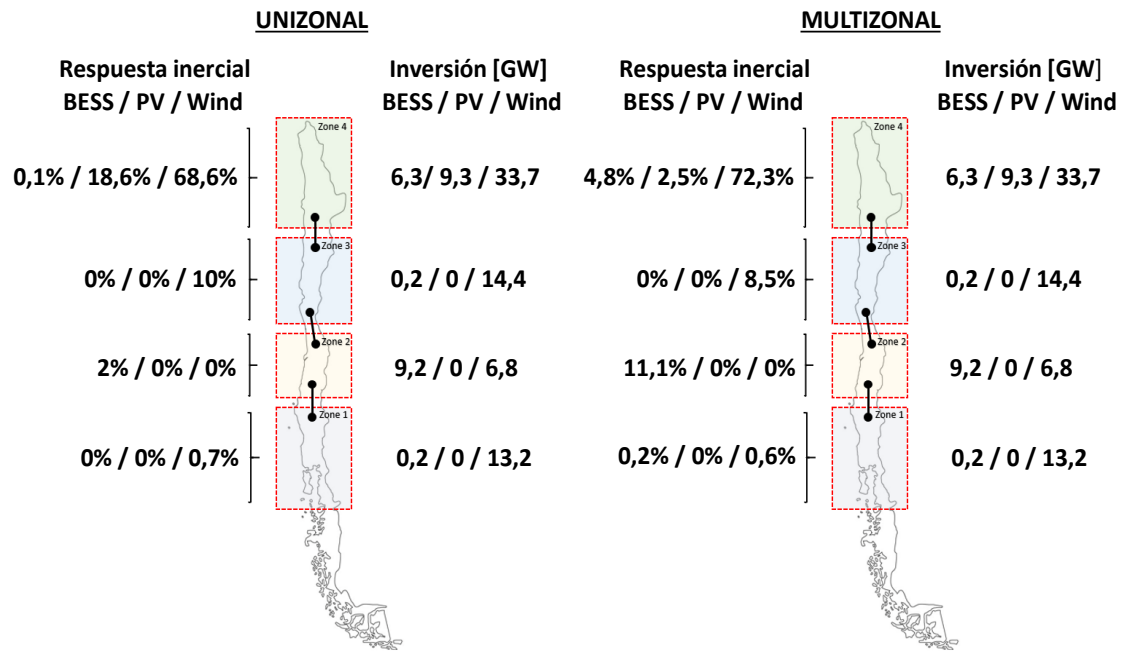 UNIZONAL
Respuesta inercial
BESS / PV / Wind
Inversión [GW]
BESS / PV / Wind
Zone 4
0,1% / 18,6% / 68,6%
6,3/ 9,3 / 33,7
Zone 3
0% / 0% / 10%
0,2 / 0 / 14,4
Zone 2
2% / 0% / 0%
9,2 / 0 / 6,8
Zone 1
0% / 0% / 0,7%
0,2 / 0 / 13,2
MULTIZONAL
Respuesta inercial
BESS / PV / Wind
Inversión [GW]
BESS / PV / Wind
Zone 4
4,8% / 2,5% / 72,3%
6,3 / 9,3 / 33,7
Zone 3
0% / 0% / 8,5%
0,2 / 0 / 14,4
Zone 2
11,1% / 0% / 0%
9,2 / 0 / 6,8
Zone 1
0,2% / 0% / 0,6%
0,2 / 0 / 13,2